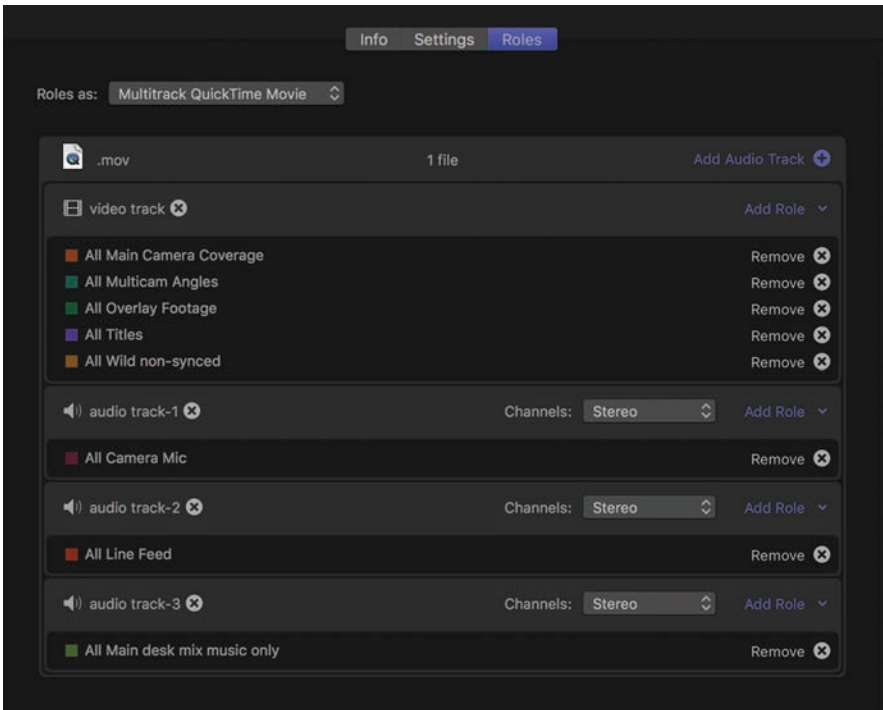 Info Settings Roles
Roles as: Multitrack QuickTime Movie
.mov 1 file Add Audio Track
video track Add Role
All Main Camera Coverage Remove
All Multicam Angles Remove
All Overlay Footage Remove
All Titles Remove
All Wild non-synced Remove
audio track-1 Channels: Stereo Add Role
All Camera Mic Remove
audio track-2 Channels: Stereo Add Role
All Line Feed Remove
audio track-3 Channels: Stereo Add Role
All Main desk mix music only Remove